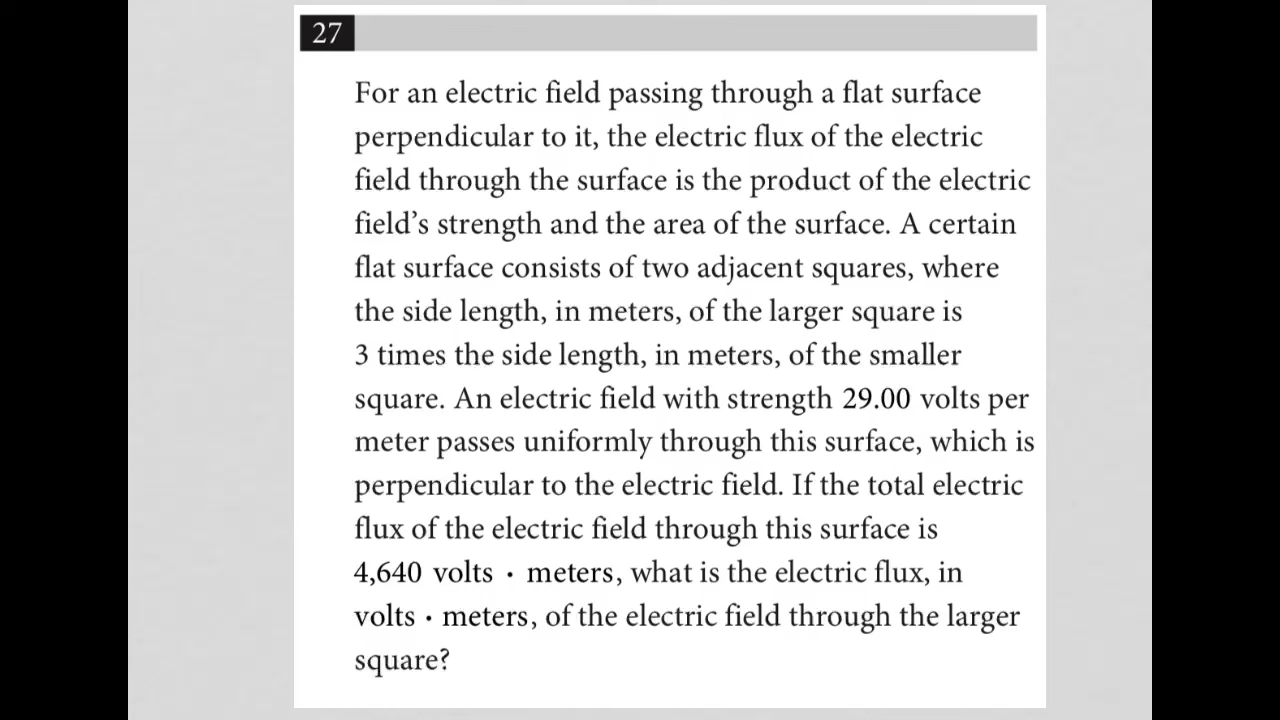 27
For an electric field passing through a flat surface
perpendicular to it, the electric flux of the electric
field through the surface is the product of the electric
field’s strength and the area of the surface. A certain
flat surface consists of two adjacent squares, where
the side length, in meters, of the larger square is
3 times the side length, in meters, of the smaller
square. An electric field with strength 29.00 volts per
meter passes uniformly through this surface, which is
perpendicular to the electric field. If the total electric
flux of the electric field through this surface is
4,640 volts · meters, what is the electric flux, in
volts · meters, of the electric field through the larger
square?